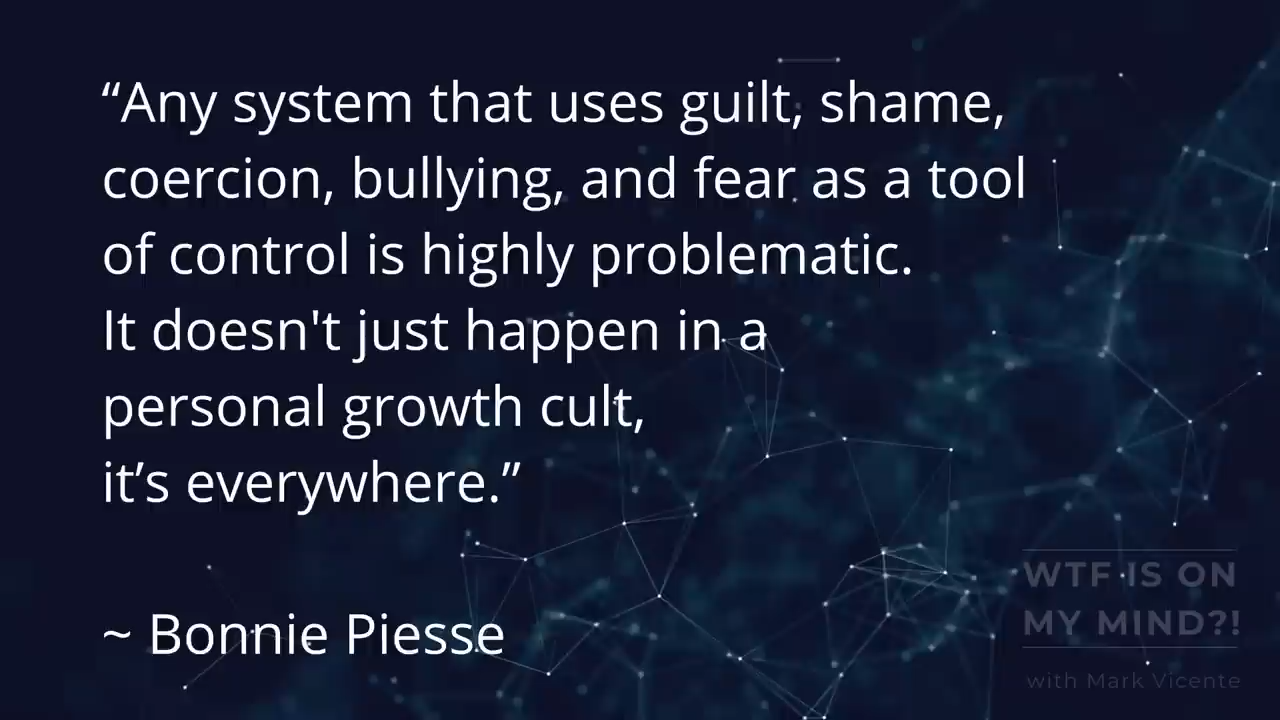 “Any system that uses guilt, shame,
coercion, bullying, and fear as a tool
of control is highly problematic.
It doesn't just happen in a
personal growth cult,
it’s everywhere.”
~ Bonnie Piesse
WTF IS ON
MY MIND?!
with Mark Vicente